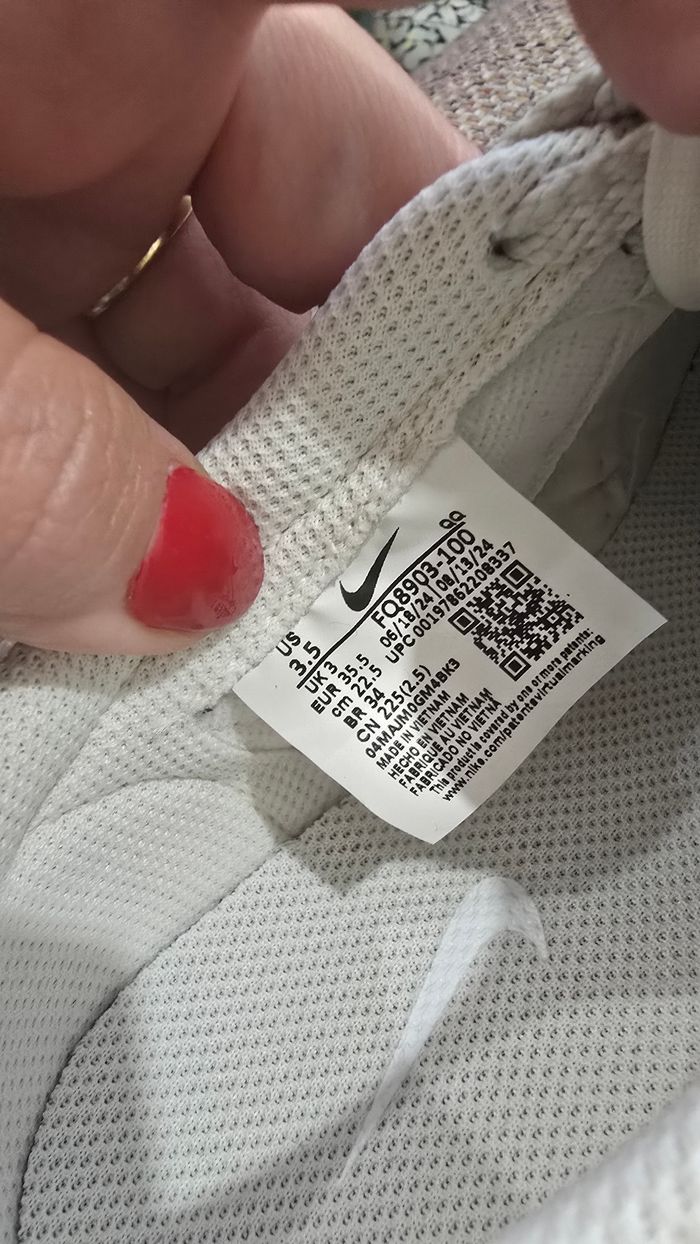 QQ
FQ8903-100
06/18/24 | 08/13/24
UPC 00197862208337
US
3.5
UK 3
EUR 35.5
cm 22.5
BR 34
CN 225(2.5)
MADE IN VIETNAM
HECHO EN VIETNAM
FABRIQUE AU VIETNAM
FABRICADO NO VIETNÃ
This product is covered by one or more patents:
www.nike.com/patentsvirtualmarking